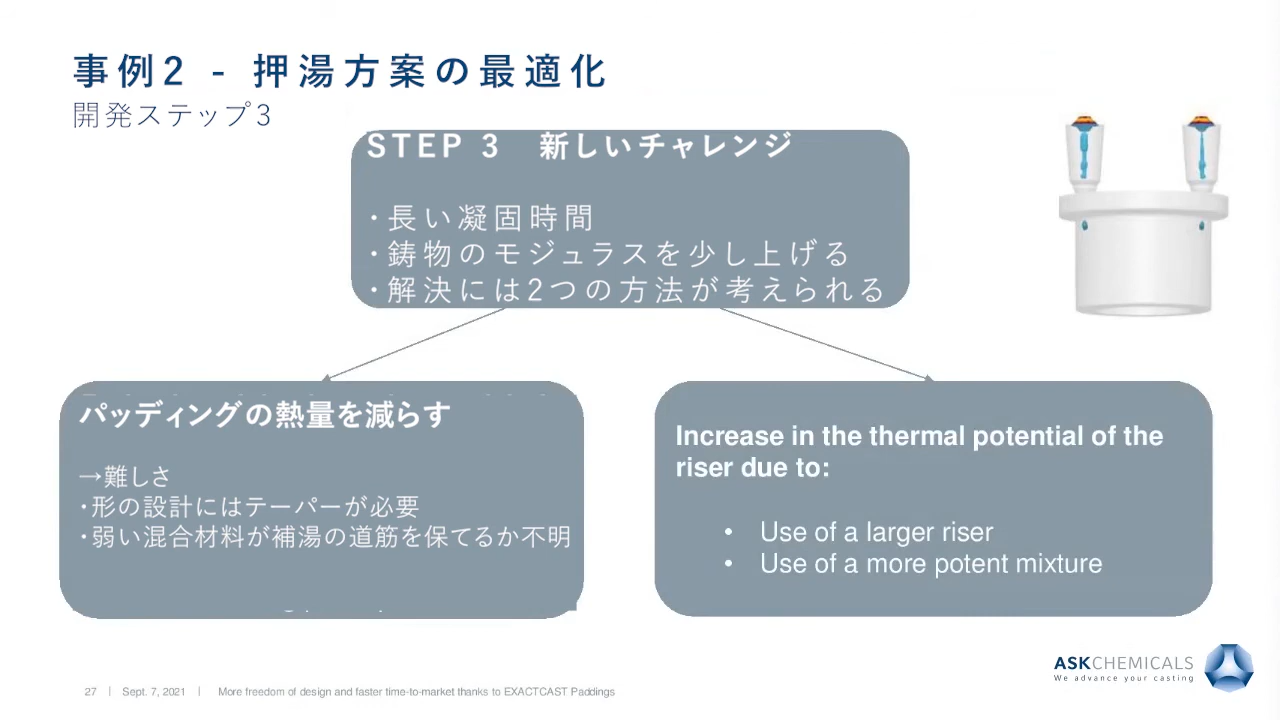 事例2 - 押湯方案の最適化
開発ステップ3
STEP 3 新しいチャレンジ
・長い凝固時間
・鋳物のモジュラスを少し上げる
・解決には2つの方法が考えられる
パッディングの熱量を減らす
→難しさ
・形の設計にはテーパーが必要
・弱い混合材料が補湯の道筋を保てるか不明
Increase in the thermal potential of the
riser due to:
• Use of a larger riser
• Use of a more potent mixture
ASKCHEMICALS
We advance your casting
27 | Sept. 7, 2021 | More freedom of design and faster time-to-market thanks to EXACTCAST Paddings